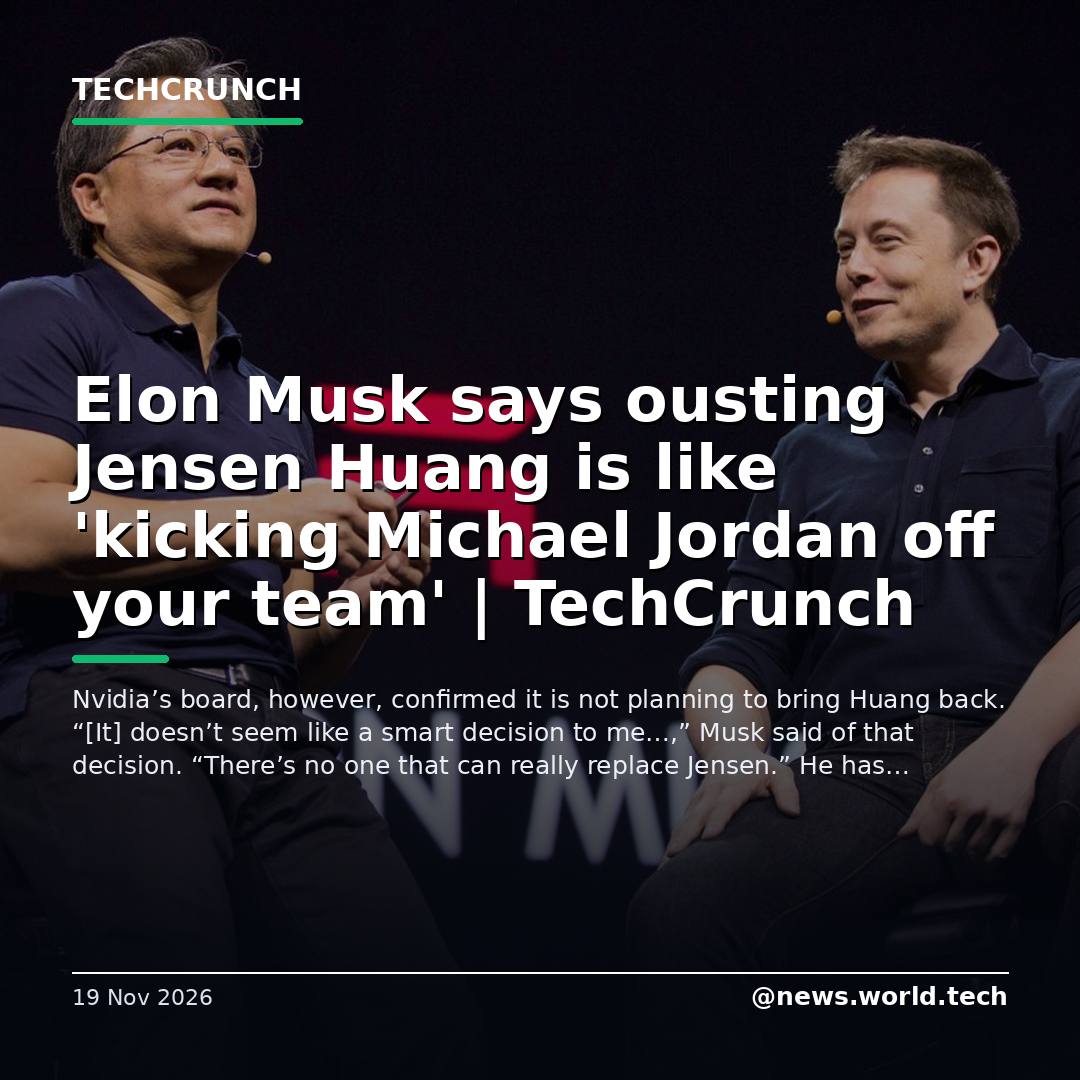 TECHCRUNCH
Elon Musk says ousting
Jensen Huang is like
'kicking Michael Jordan off
your team' | TechCrunch
Nvidia’s board, however, confirmed it is not planning to bring Huang back.
“[It] doesn’t seem like a smart decision to me...,” Musk said of that
decision. “There’s no one that can really replace Jensen.” He has...
19 Nov 2026
@news.world.tech